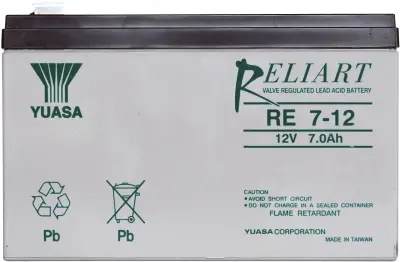 YUASA
RELIART
VALVE REGULATED LEAD ACID BATTERY
RE 7-12
12V 7.0Ah
Pb
Pb
CAUTION
● AVOID SHORT CIRCUIT
● DO NOT CHARGE IN A SEALED CONTAINER
FLAME RETARDANT
YUASA CORPORATION
MADE IN TAIWAN